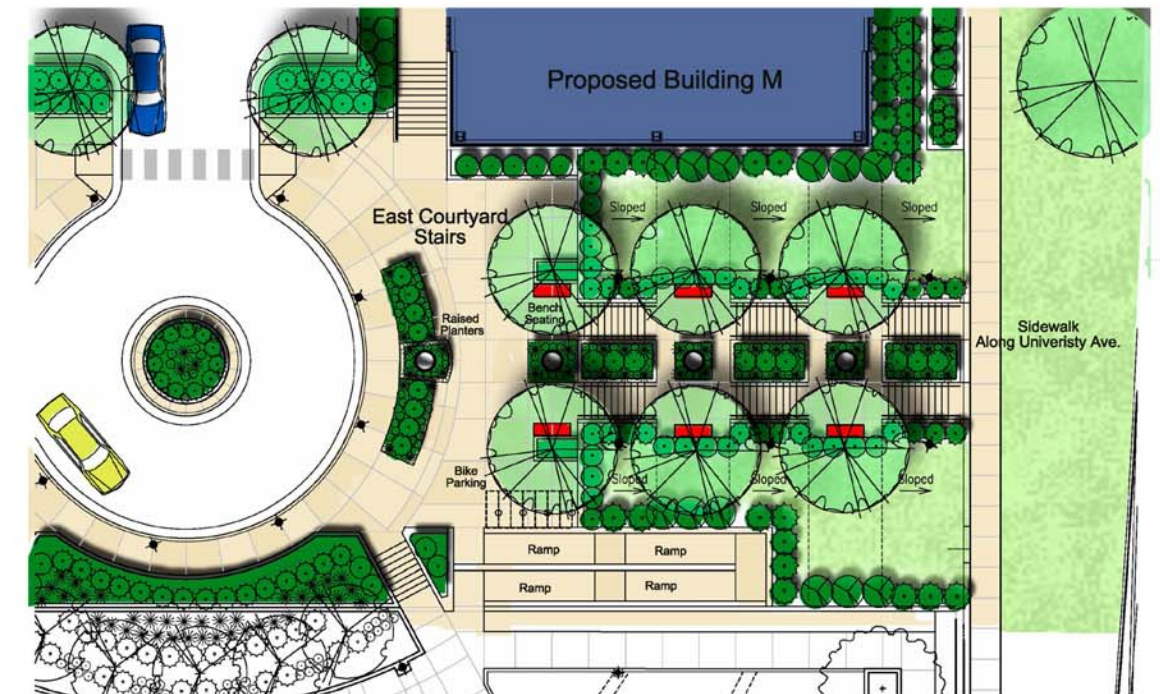 Proposed Building M
East Courtyard
Stairs
Sloped
Sloped
Sloped
Bench
Seating
Raised
Planters
Sidewalk
Along Univeristy Ave.
Bike
Parking
Sloped
Sloped
Sloped
Ramp
Ramp
Ramp
Ramp